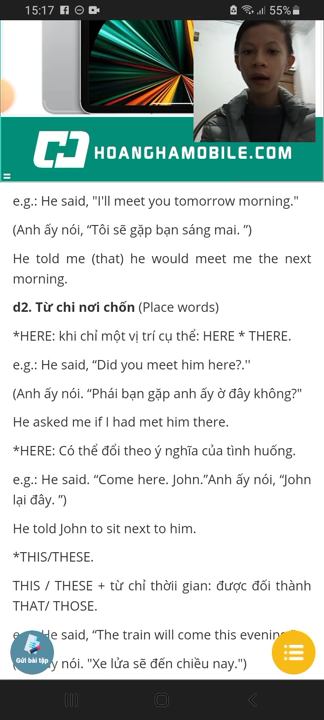 15:17
55%
HOANGHAMOBILE.COM
e.g.: He said, "I'll meet you tomorrow morning."
(Anh ấy nói, “Tôi sẽ gặp bạn sáng mai. ”)
He told me (that) he would meet me the next
morning.
d2. Từ chỉ nơi chốn (Place words)
*HERE: khi chỉ một vị trí cụ thể: HERE * THERE.
e.g.: He said, “Did you meet him here?.''
(Anh ấy nói. “Phái bạn gặp anh ấy ờ đây không?"
He asked me if I had met him there.
*HERE: Có thể đổi theo ý nghĩa của tình huống.
e.g.: He said. “Come here. John.”Anh ấy nói, “John
lại đây. ”)
He told John to sit next to him.
*THIS/THESE.
THIS / THESE + từ chỉ thờii gian: được đối thành
THAT/ THOSE.
He said, “The train will come this evening.
nói. "Xe lửa sẽ đến chiều nay.")
Gửi bài tập